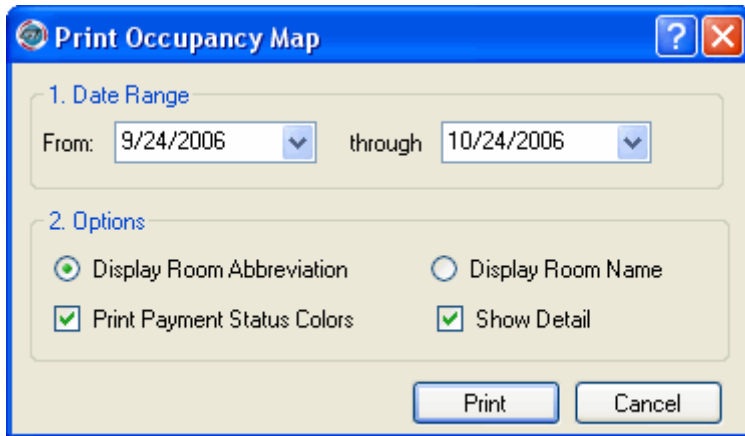 Print Occupancy Map
?
1. Date Range
From: 9/24/2006 through 10/24/2006
2. Options
Display Room Abbreviation Display Room Name
Print Payment Status Colors Show Detail
Print Cancel